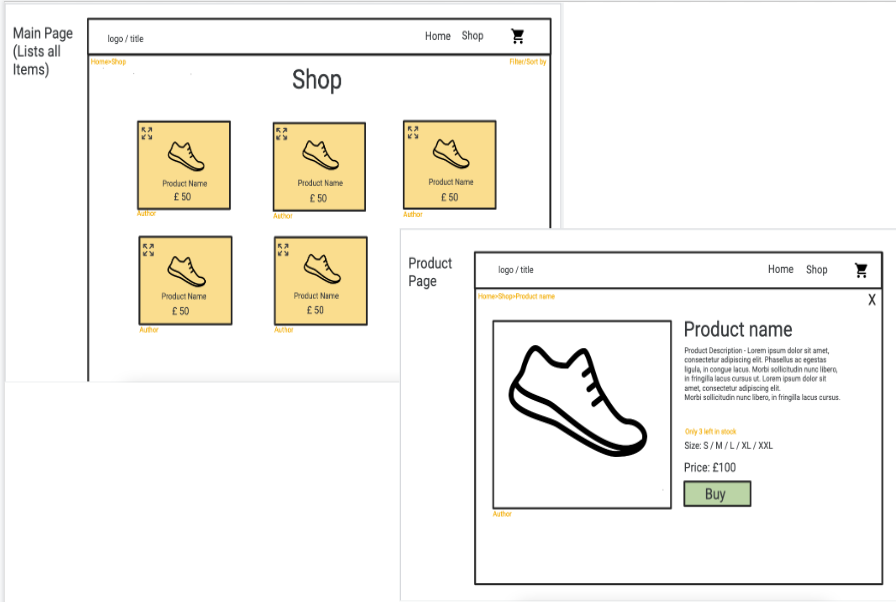 Main Page
(Lists all
Items)
logo / title
Home Shop
Home>Shop
Filter/Sort by
Shop
Product Name
£ 50
Author
Product Name
£ 50
Author
Product Name
£ 50
Author
Product Name
£ 50
Author
Product Name
£ 50
Author
Product
Page
logo / title
Home Shop
Home>Shop>Product name
X
Product name
Product Description - Lorem ipsum dolor sit amet,
consectetur adipiscing elit. Phasellus ac egestas
ligula, in congue lacus. Morbi sollicitudin nunc libero,
in fringilla lacus cursus ut. Lorem ipsum dolor sit
amet, consectetur adipiscing elit.
Morbi sollicitudin nunc libero, in fringilla lacus cursus.
Only 3 left in stock
Size: S / M / L / XL / XXL
Price: £100
Buy
Author